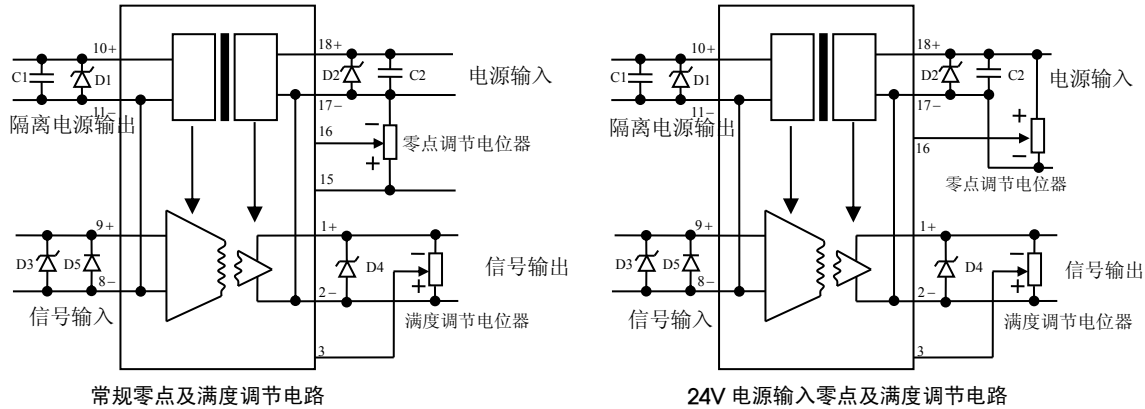 10+
18+
C1
D1
D2
C2
电源输入
11−
17−
隔离电源输出
16
−
零点调节电位器
+
15
9+
1+
D3
D5
D4
−
信号输出
8−
+
2−
信号输入
满度调节电位器
3
常规零点及满度调节电路
10+
18+
C1
D1
D2
C2
电源输入
11−
17−
+
隔离电源输出
16
−
零点调节电位器
9+
1+
D3
D5
D4
−
信号输出
8−
+
2−
信号输入
满度调节电位器
3
24V 电源输入零点及满度调节电路